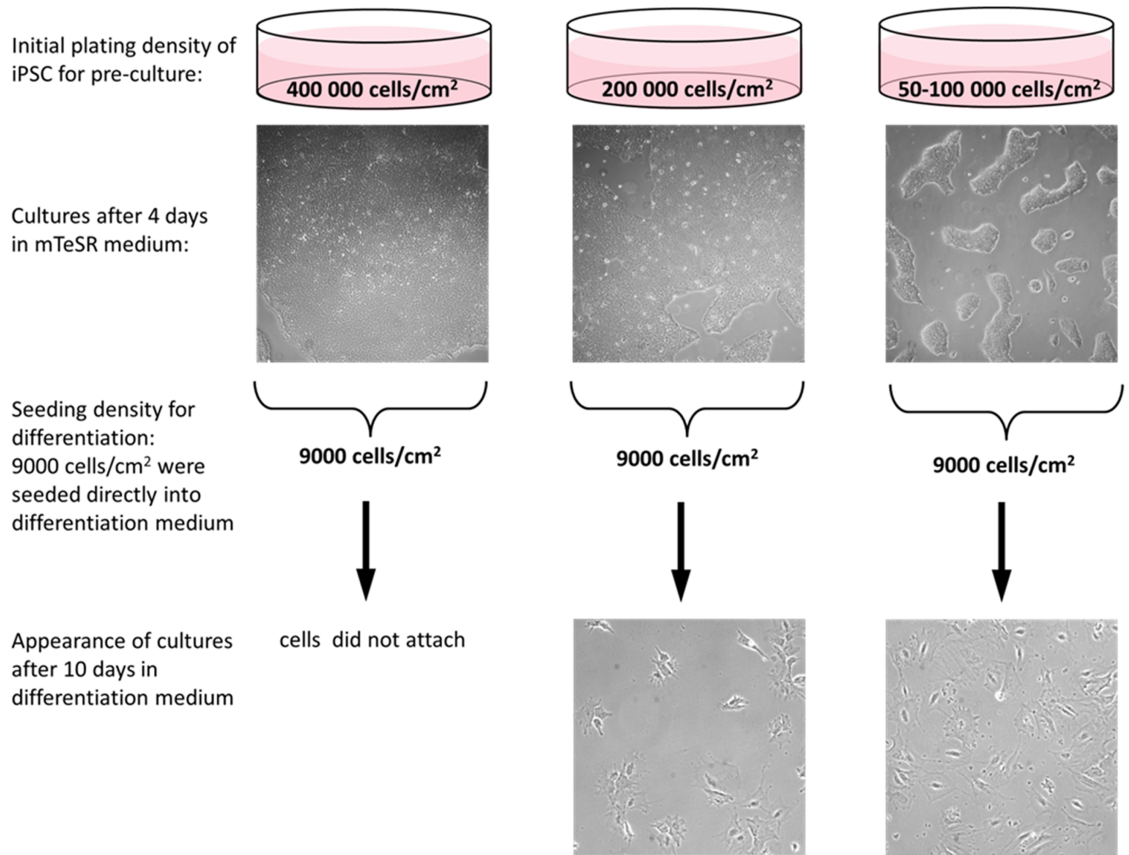 Initial plating density of
iPSC for pre-culture:
400 000 cells/cm²
200 000 cells/cm²
50-100 000 cells/cm²
Cultures after 4 days
in mTeSR medium:
Seeding density for
differentiation:
9000 cells/cm² were
seeded directly into
differentiation medium
9000 cells/cm²
9000 cells/cm²
9000 cells/cm²
Appearance of cultures
after 10 days in
differentiation medium
cells did not attach